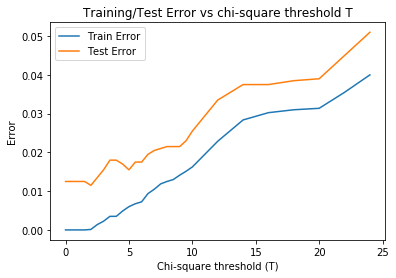 Training/Test Error vs chi-square threshold T
Train Error
Test Error
0.05
0.04
0.03
0.02
0.01
0.00
Error
0
5
10
15
20
25
Chi-square threshold (T)